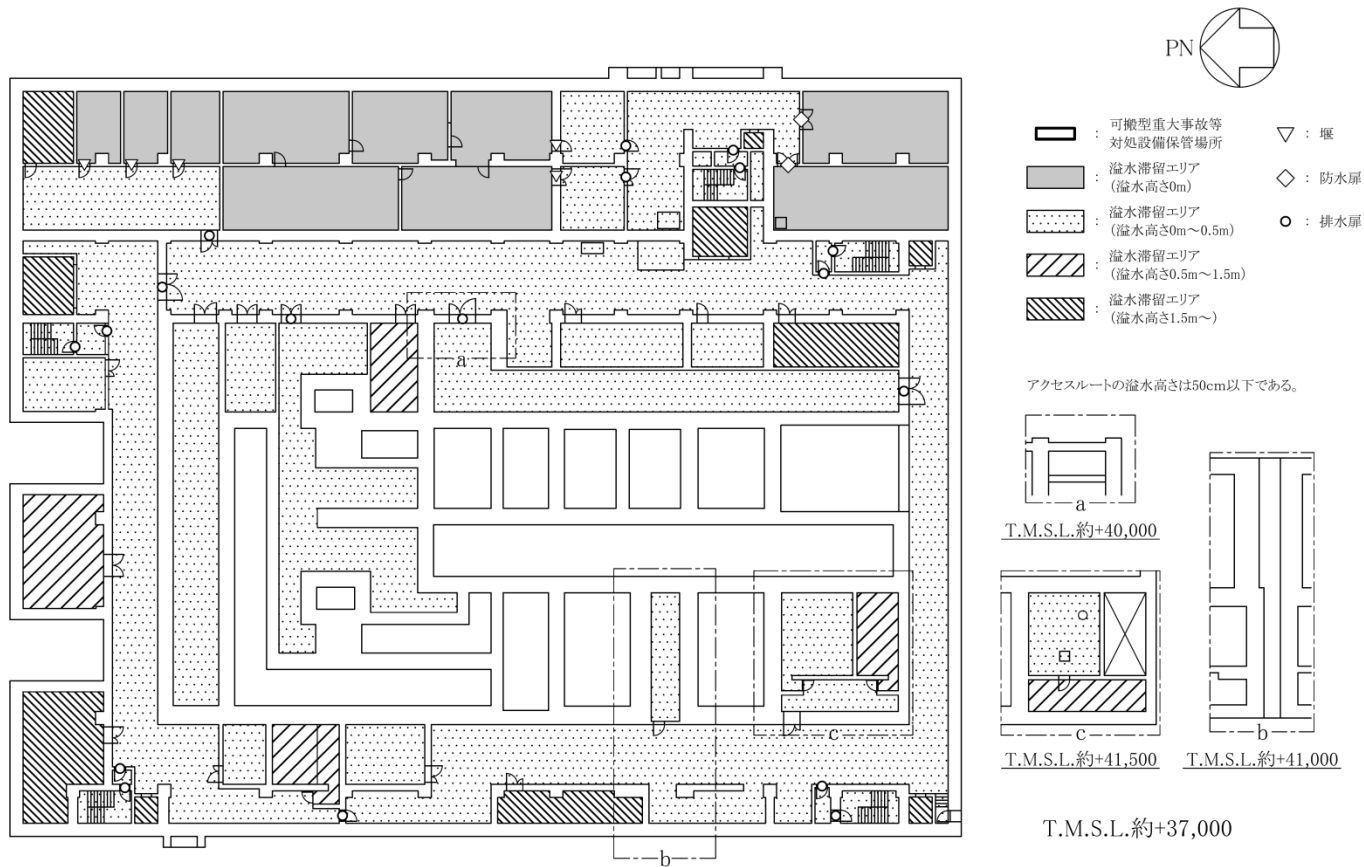 PN
可搬型重大事故等
対処設備保管場所
溢水滞留エリア
(溢水高さ0m)
溢水滞留エリア
(溢水高さ0m～0.5m)
溢水滞留エリア
(溢水高さ0.5m～1.5m)
溢水滞留エリア
(溢水高さ1.5m～)
: 堰
: 防水扉
: 排水扉
アクセスルートの溢水高さは50cm以下である。
a
T.M.S.L.約+40,000
c
T.M.S.L.約+41,500
b
T.M.S.L.約+41,000
T.M.S.L.約+37,000
a
c
b